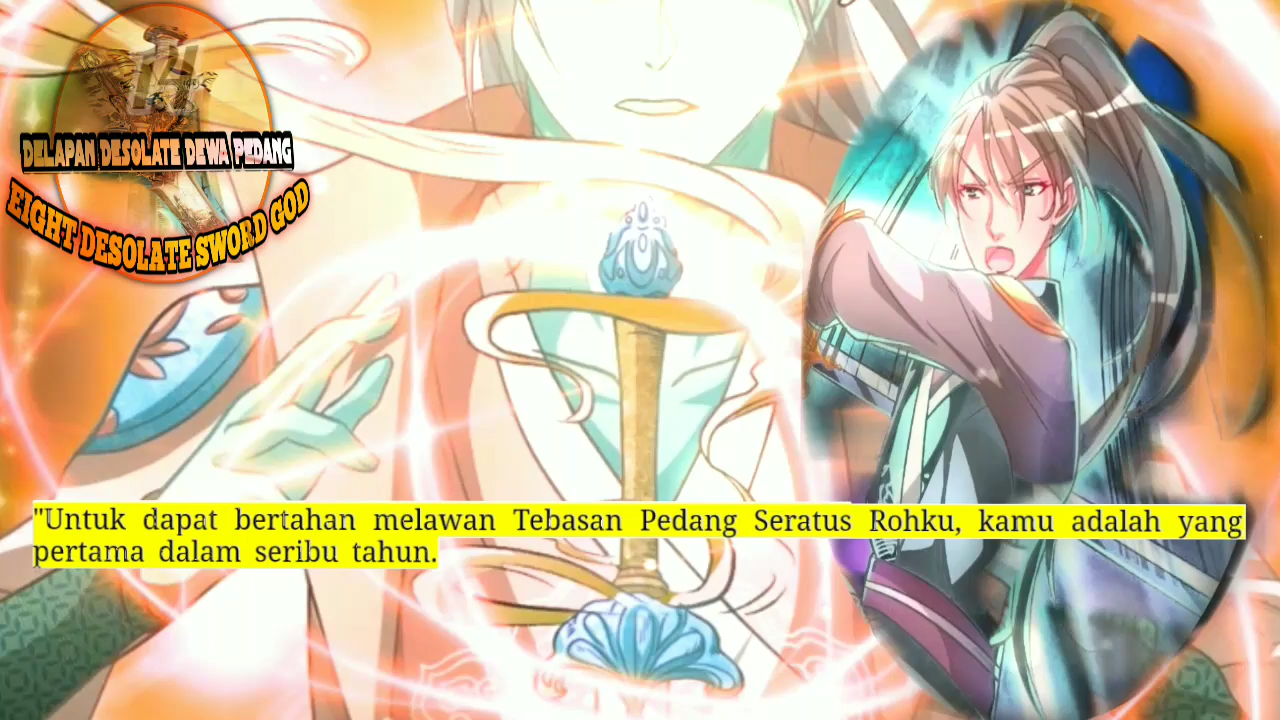 DELAPAN DESOLATE DEWA PEDANG
EIGHT DESOLATE SWORD GOD
"Untuk dapat bertahan melawan Tebasan Pedang Seratus Rohku, kamu adalah yang
pertama dalam seribu tahun.